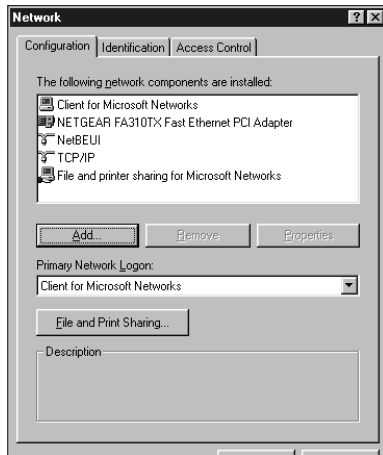 Network
Configuration Identification Access Control
The following network components are installed:
Client for Microsoft Networks
NETGEAR FA310TX Fast Ethernet PCI Adapter
NetBEUI
TCP/IP
File and printer sharing for Microsoft Networks
Add... Remove Properties
Primary Network Logon:
Client for Microsoft Networks
File and Print Sharing...
Description